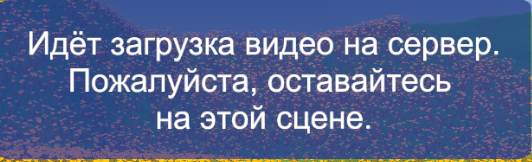 Идёт загрузка видео на сервер.
Пожалуйста, оставайтесь
на этой сцене.